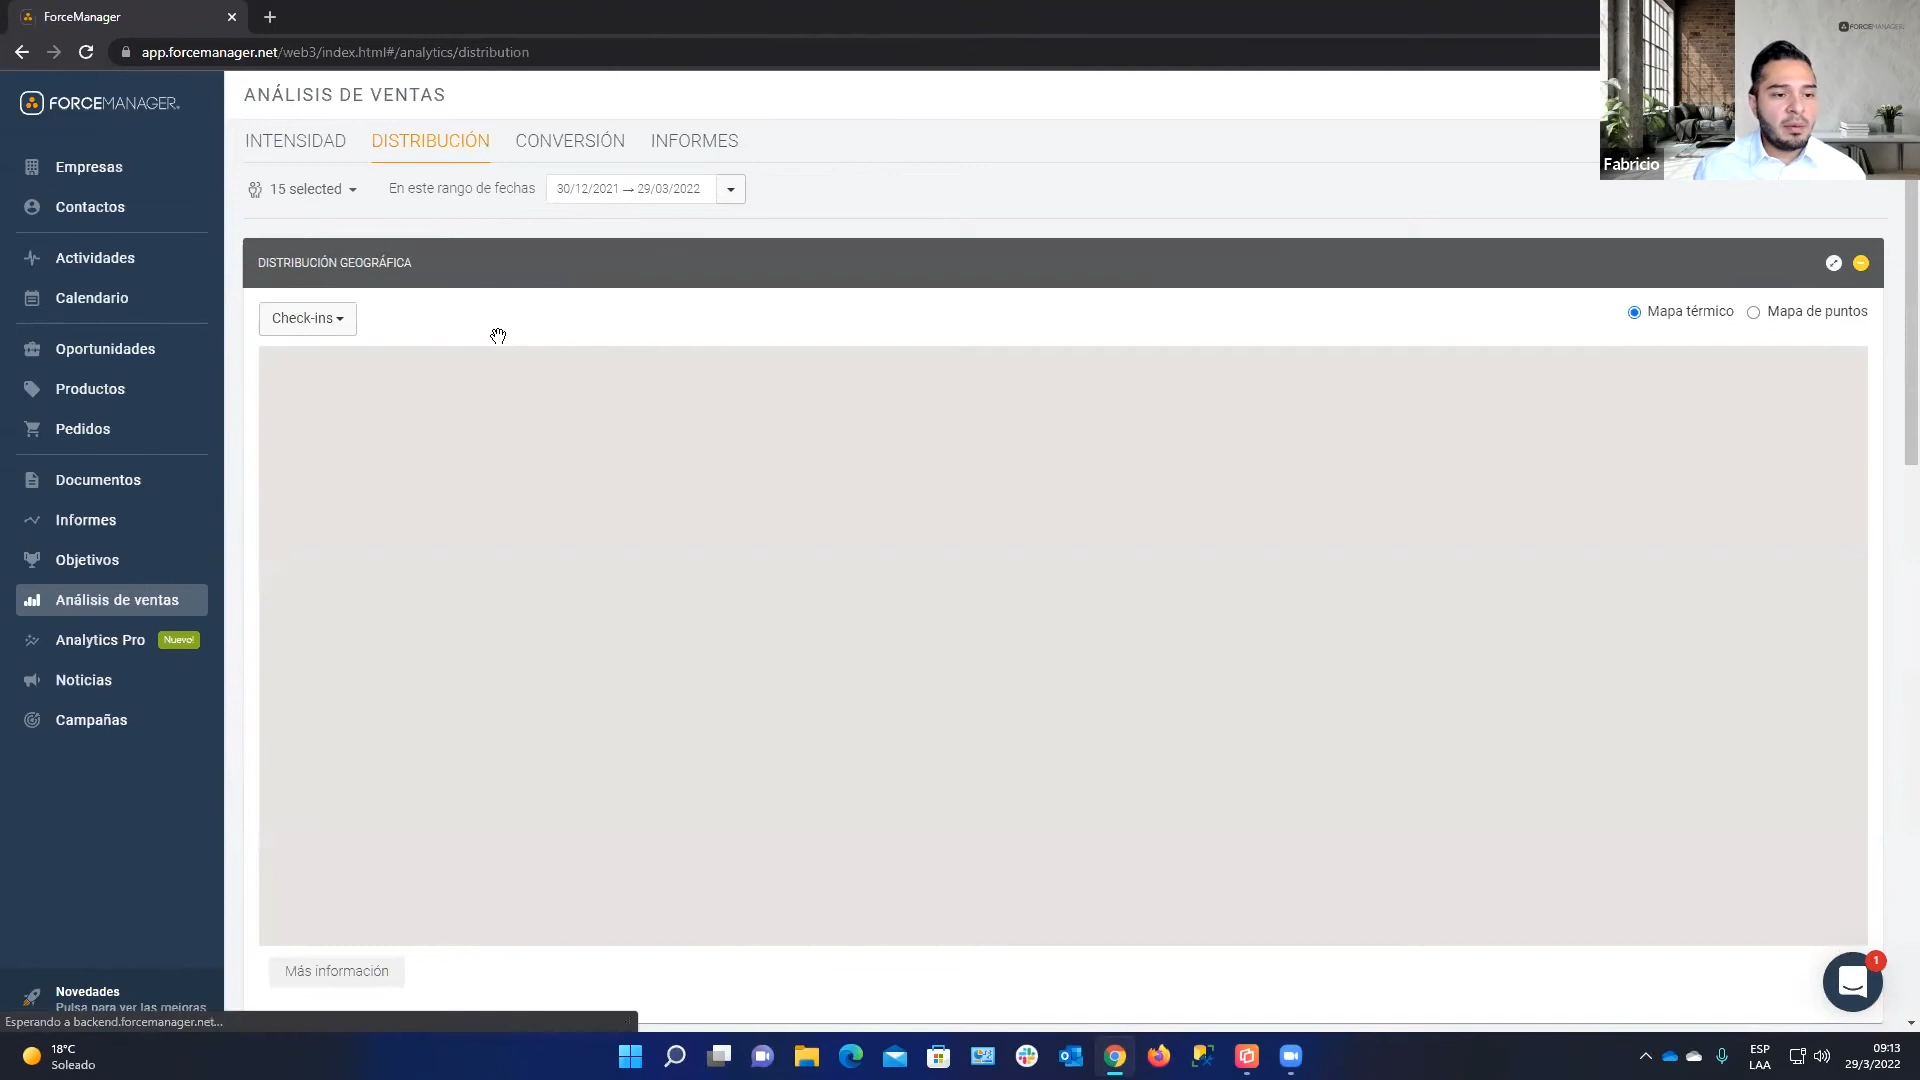 ForceManager
app.forcemanager.net/web3/index.html#/analytics/distribution
FORCEMANAGER
FORCEMANAGER
Fabricio
Empresas
Contactos
Actividades
Calendario
Oportunidades
Productos
Pedidos
Documentos
Informes
Objetivos
Análisis de ventas
Analytics Pro Nuevo!
Noticias
Campañas
Novedades
Pulsa para ver las mejoras
Esperando a backend.forcemanager.net...
ANÁLISIS DE VENTAS
INTENSIDAD DISTRIBUCIÓN CONVERSIÓN INFORMES
15 selected En este rango de fechas 30/12/2021 → 29/03/2022
DISTRIBUCIÓN GEOGRÁFICA
Check-ins
Mapa térmico Mapa de puntos
Más información
1
18°C
Soleado
ESP
LAA
09:13
29/3/2022